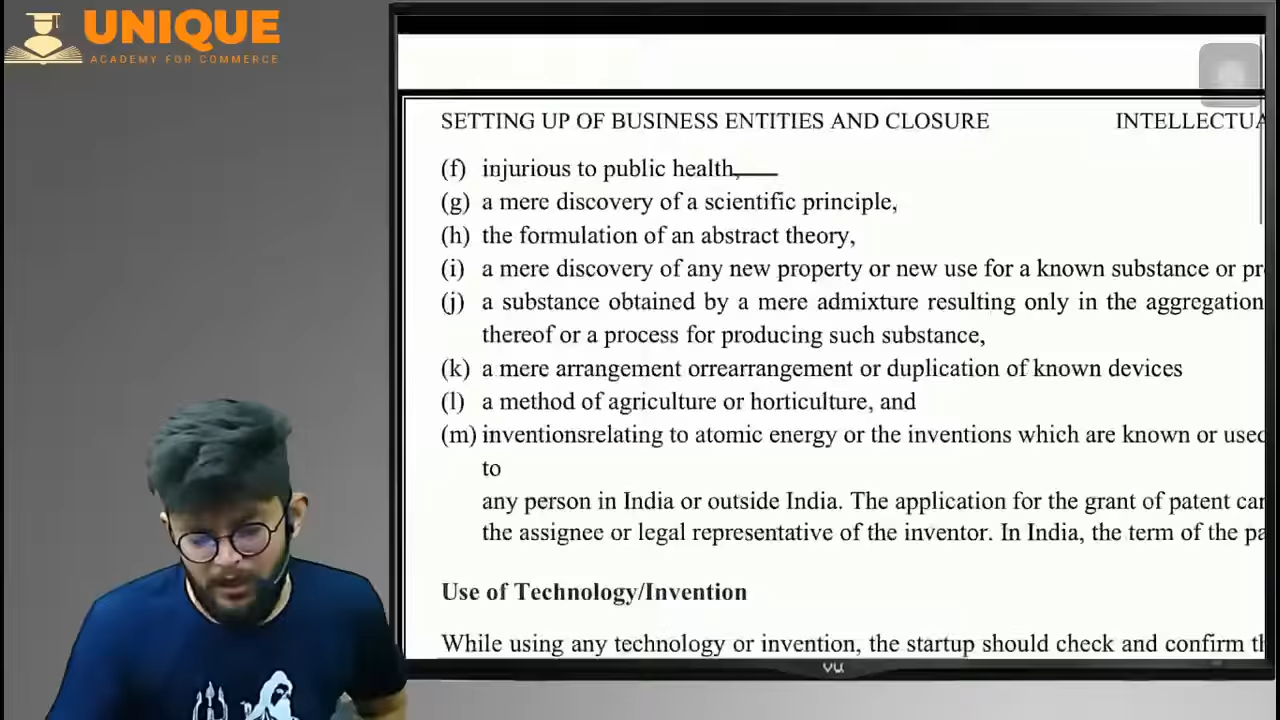 UNIQUE
ACADEMY FOR COMMERCE
SETTING UP OF BUSINESS ENTITIES AND CLOSURE INTELLECTUA
(f) injurious to public health,
(g) a mere discovery of a scientific principle,
(h) the formulation of an abstract theory,
(i) a mere discovery of any new property or new use for a known substance or pr
(j) a substance obtained by a mere admixture resulting only in the aggregation
thereof or a process for producing such substance,
(k) a mere arrangement orrearrangement or duplication of known devices
(l) a method of agriculture or horticulture, and
(m) inventionsrelating to atomic energy or the inventions which are known or used
to
any person in India or outside India. The application for the grant of patent can
the assignee or legal representative of the inventor. In India, the term of the pa
Use of Technology/Invention
While using any technology or invention, the startup should check and confirm th
VU